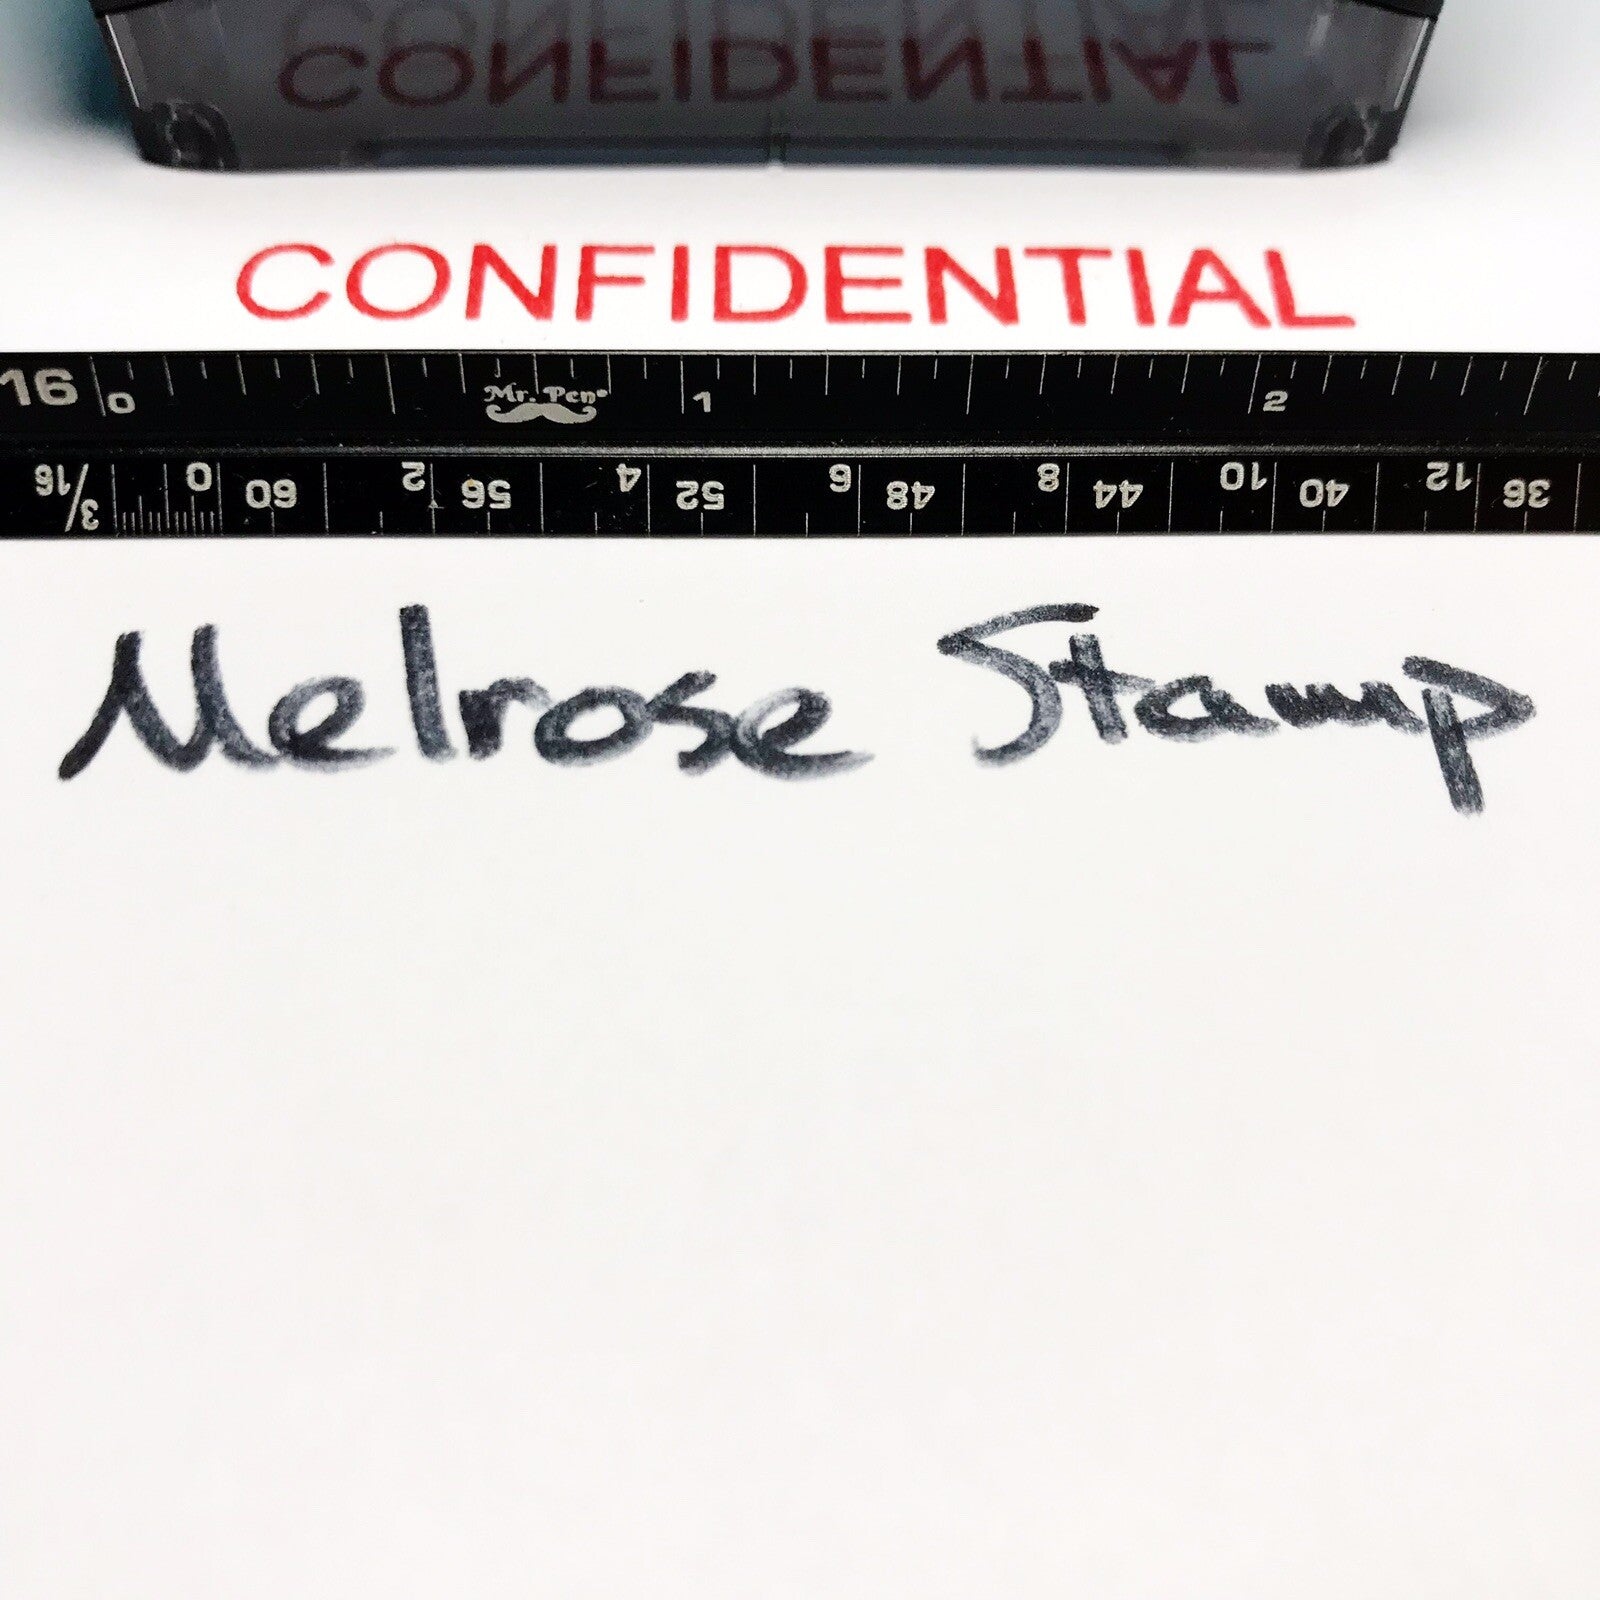 CONFIDENTIAL
CONFIDENTIAL
16 0 Mr. Pen® 1 2
3/16 0 60 2 56 4 52 6 48 8 44 10 40 12 36
Melrose Stamp